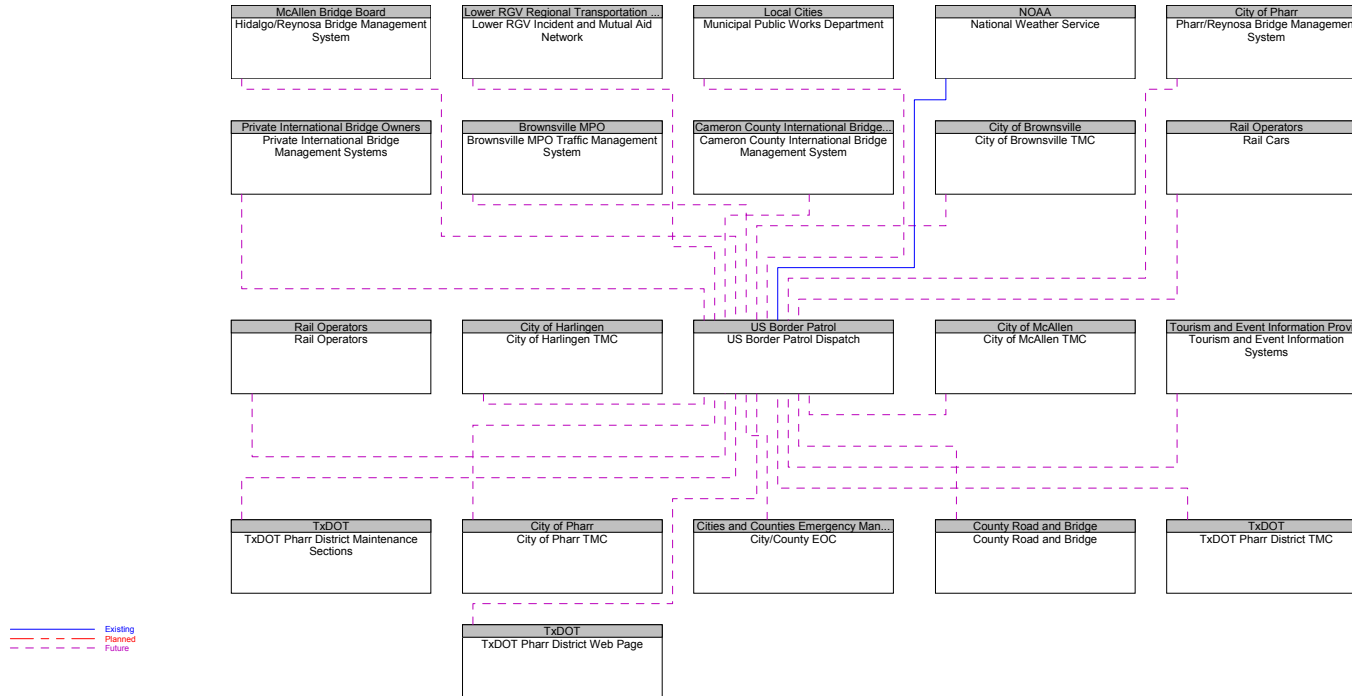 McAllen Bridge Board
Hidalgo/Reynosa Bridge Management
System
Lower RGV Regional Transportation ...
Lower RGV Incident and Mutual Aid
Network
Local Cities
Municipal Public Works Department
NOAA
National Weather Service
City of Pharr
Pharr/Reynosa Bridge Management
System
Private International Bridge Owners
Private International Bridge
Management Systems
Brownsville MPO
Brownsville MPO Traffic Management
System
Cameron County International Bridge...
Cameron County International Bridge
Management System
City of Brownsville
City of Brownsville TMC
Rail Operators
Rail Cars
Rail Operators
Rail Operators
City of Harlingen
City of Harlingen TMC
US Border Patrol
US Border Patrol Dispatch
City of McAllen
City of McAllen TMC
Tourism and Event Information Provi
Tourism and Event Information
Systems
TxDOT
TxDOT Pharr District Maintenance
Sections
City of Pharr
City of Pharr TMC
Cities and Counties Emergency Man...
City/County EOC
County Road and Bridge
County Road and Bridge
TxDOT
TxDOT Pharr District TMC
TxDOT
TxDOT Pharr District Web Page
Existing
Planned
Future